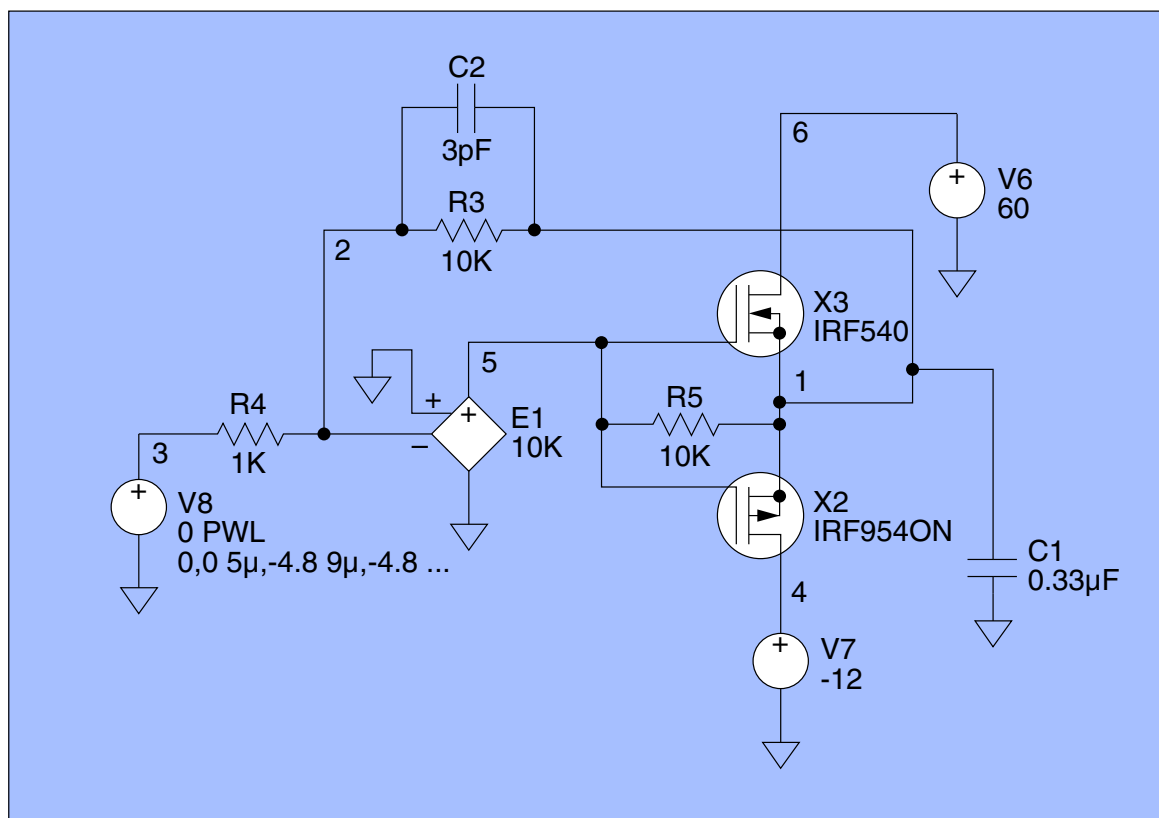 C2
3pF
6
V6
60
R3
2
10K
X3
IRF540
5
1
R4
+
R5
E1
10K
3
1K
–
10K
V8
0 PWL
0,0 5µ,-4.8 9µ,-4.8 ...
X2
IRF954ON
C1
0.33µF
4
V7
-12
+
+
+
+